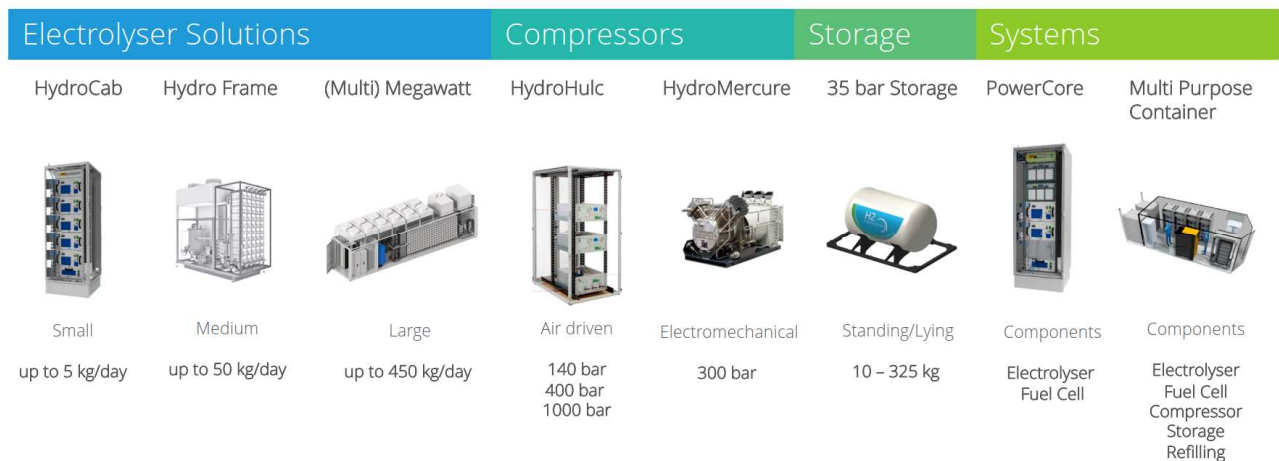 Electrolyser Solutions
Compressors
Storage
Systems
HydroCab
Hydro Frame
(Multi) Megawatt
HydroHulc
HydroMercure
35 bar Storage
PowerCore
Multi Purpose
Container
H2
Small
Medium
Large
Air driven
Electromechanical
Standing/Lying
Components
Components
up to 5 kg/day
up to 50 kg/day
up to 450 kg/day
140 bar
400 bar
1000 bar
300 bar
10 – 325 kg
Electrolyser
Fuel Cell
Electrolyser
Fuel Cell
Compressor
Storage
Refilling